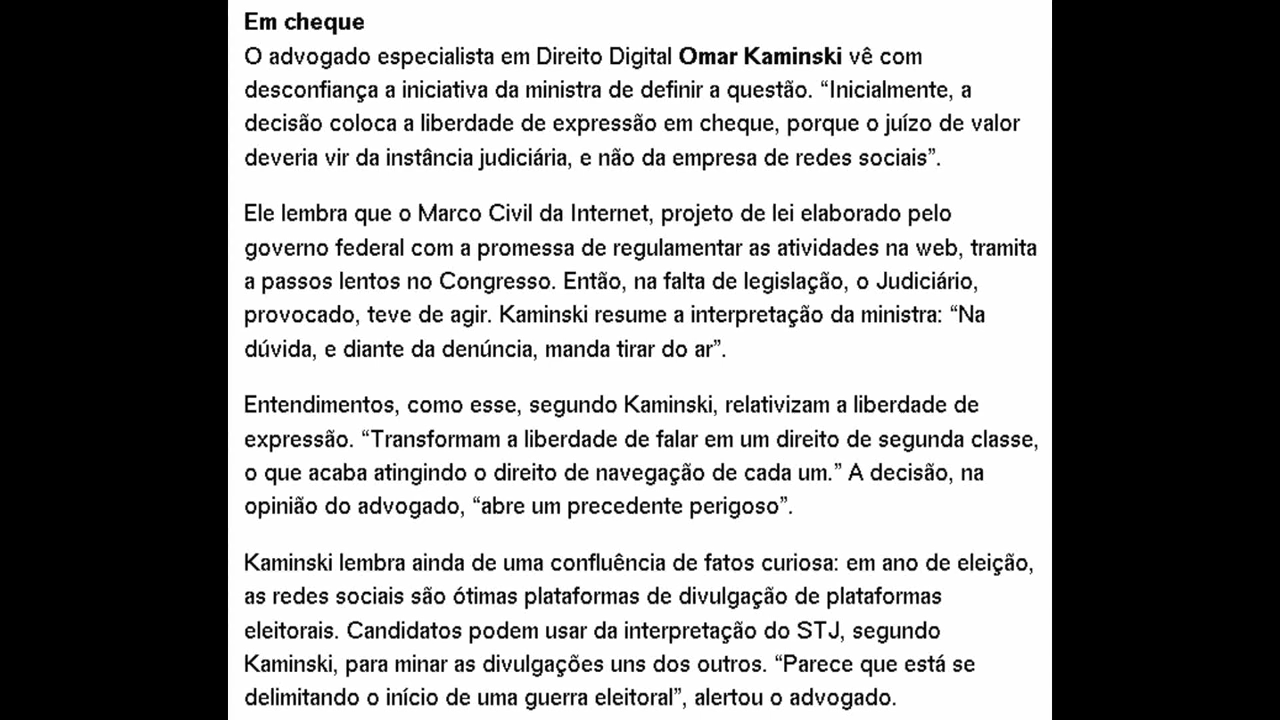 Em cheque
O advogado especialista em Direito Digital Omar Kaminski vê com
desconfiança a iniciativa da ministra de definir a questão. “Inicialmente, a
decisão coloca a liberdade de expressão em cheque, porque o juízo de valor
deveria vir da instância judiciária, e não da empresa de redes sociais”.
Ele lembra que o Marco Civil da Internet, projeto de lei elaborado pelo
governo federal com a promessa de regulamentar as atividades na web, tramita
a passos lentos no Congresso. Então, na falta de legislação, o Judiciário,
provocado, teve de agir. Kaminski resume a interpretação da ministra: “Na
dúvida, e diante da denúncia, manda tirar do ar”.
Entendimentos, como esse, segundo Kaminski, relativizam a liberdade de
expressão. “Transformam a liberdade de falar em um direito de segunda classe,
o que acaba atingindo o direito de navegação de cada um.” A decisão, na
opinião do advogado, “abre um precedente perigoso”.
Kaminski lembra ainda de uma confluência de fatos curiosa: em ano de eleição,
as redes sociais são ótimas plataformas de divulgação de plataformas
eleitorais. Candidatos podem usar da interpretação do STJ, segundo
Kaminski, para minar as divulgações uns dos outros. “Parece que está se
delimitando o início de uma guerra eleitoral”, alertou o advogado.